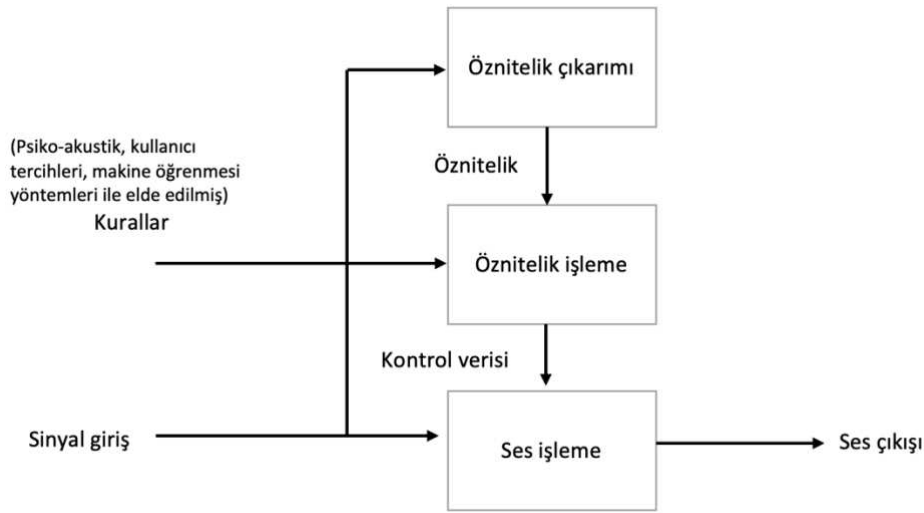 Öznitelik çıkarımı
(Psiko-akustik, kullanıcı
tercihleri, makine öğrenmesi
yöntemleri ile elde edilmiş)
Kurallar
Öznitelik
Öznitelik işleme
Kontrol verisi
Sinyal giriş
Ses işleme
Ses çıkışı